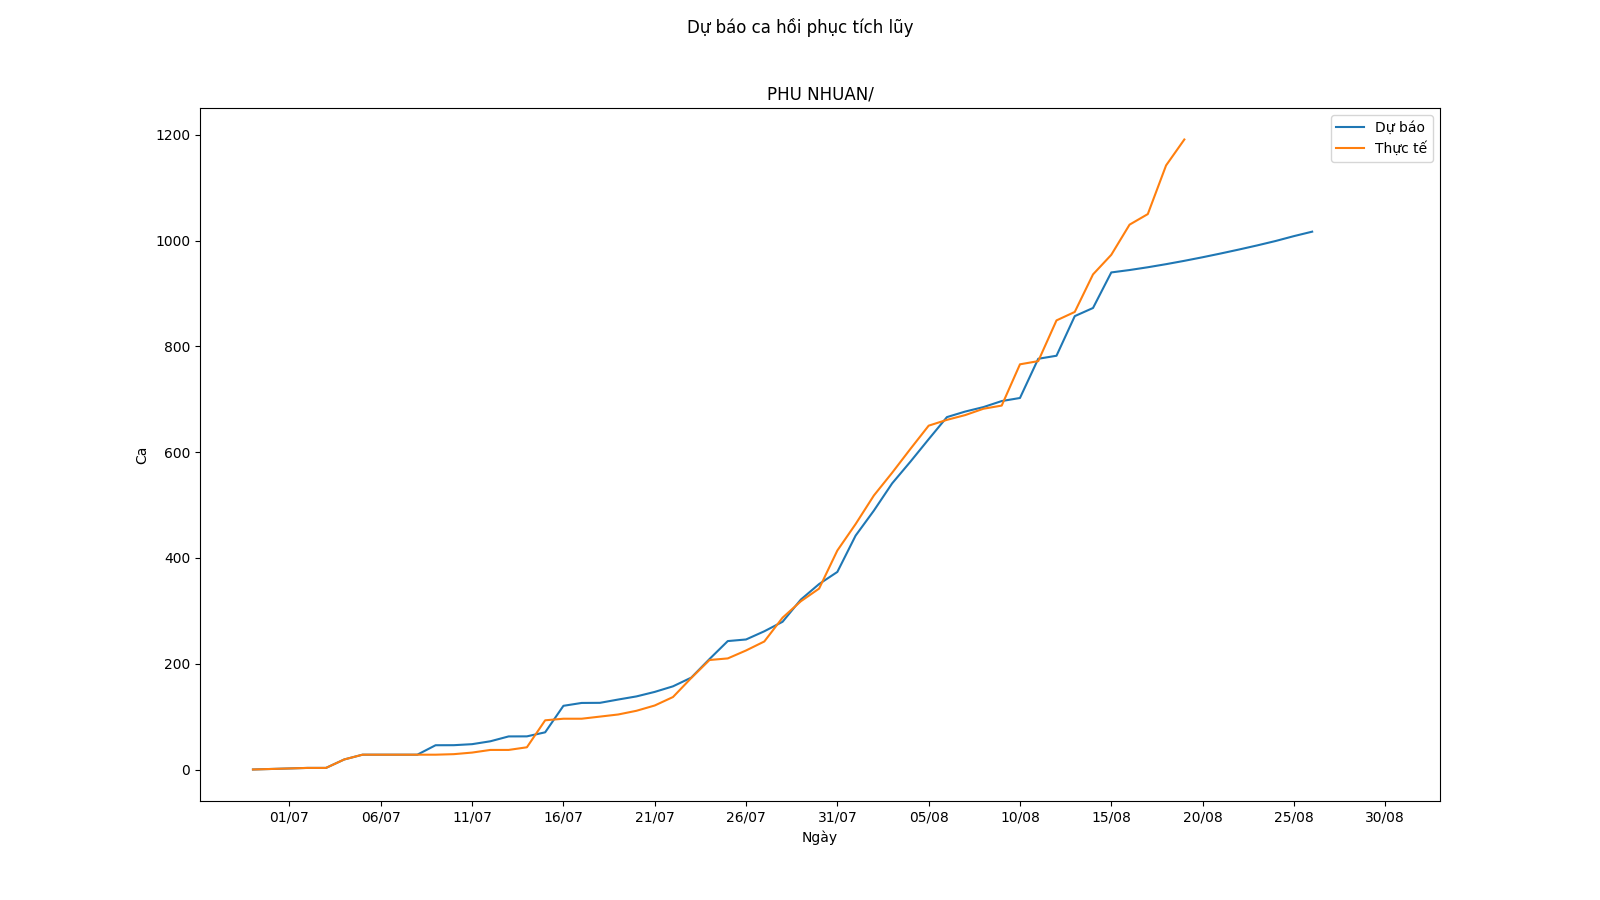 Dự báo ca hồi phục tích lũy
PHU NHUAN/
Dự báo
Thực tế
1200
1000
800
600
400
200
0
Ca
01/07 06/07 11/07 16/07 21/07 26/07 31/07 05/08 10/08 15/08 20/08 25/08 30/08
Ngày